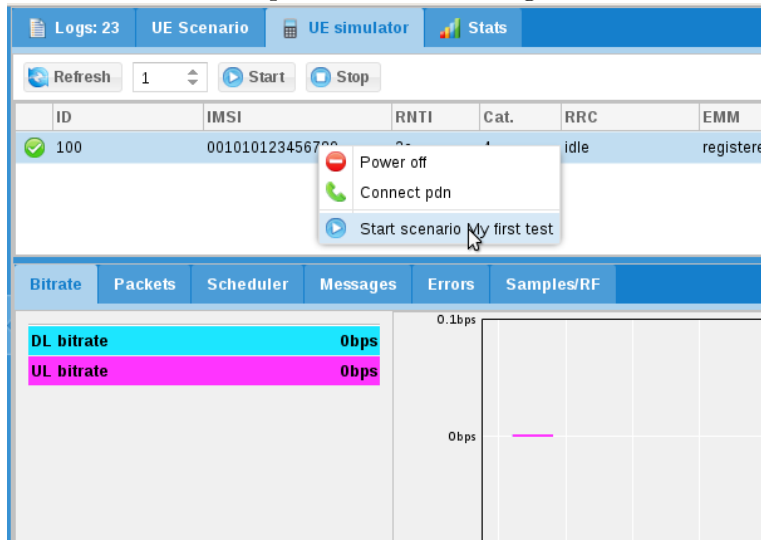 Logs: 23 UE Scenario UE simulator Stats
Refresh 1 Start Stop
ID IMSI RNTI Cat. RRC EMM
100 idle
Power off
Connect pdn
Start scenario My first test
Bitrate Packets Scheduler Messages Errors Samples/RF
0.1bps
DL bitrate 0bps
UL bitrate 0bps
0bps